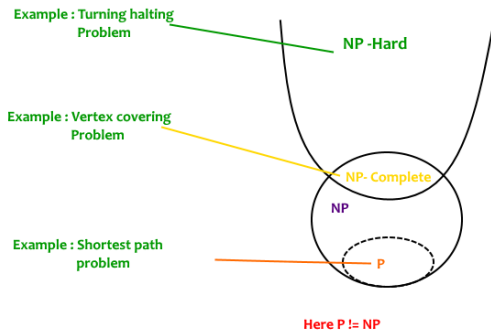 Example : Turning halting
Problem
NP -Hard
Example : Vertex covering
Problem
NP- Complete
NP
Example : Shortest path
problem
P
Here P != NP